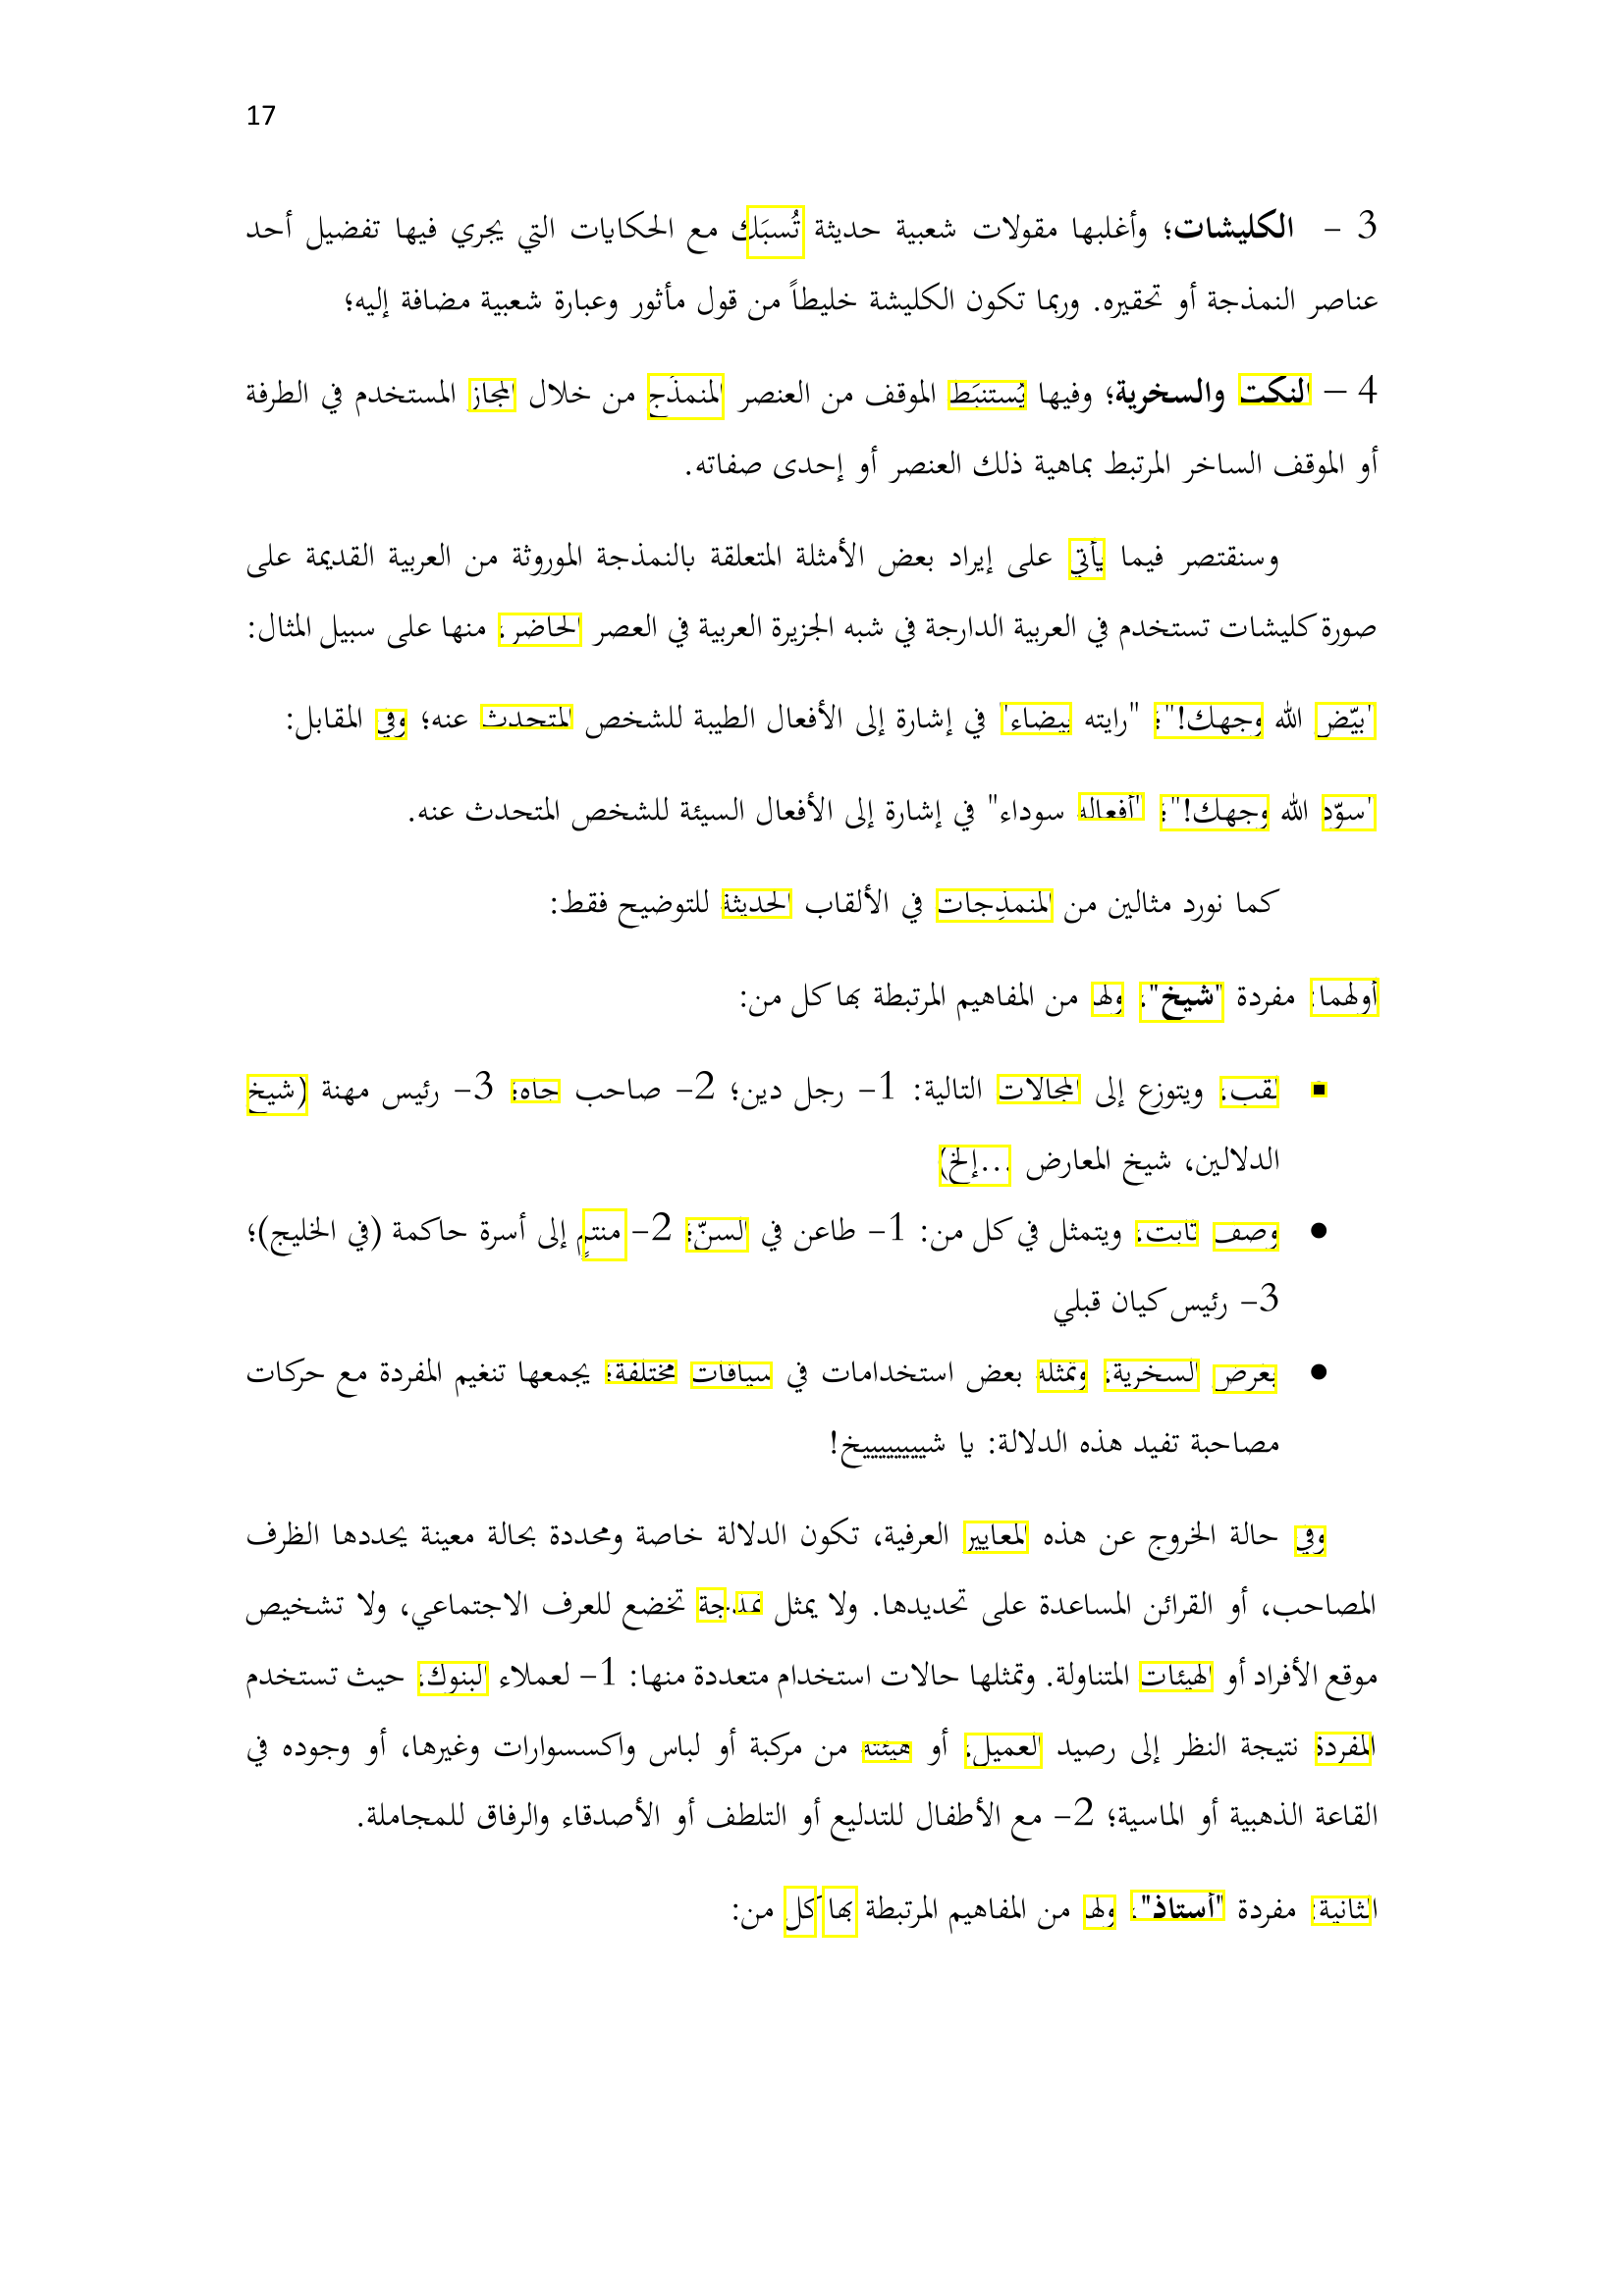 17
3 - الكليشات؛ وأغلبها مقولات شعبية حديثة تُسبَك مع الحكايات التي يجري فيها تفضيل أحد
عناصر النمذجة أو تحقيره. وربما تكون الكليشة خليطاً من قول مأثور وعبارة شعبية مضافة إليه؛
4 – النكت والسخرية؛ وفيها يُستنبَط الموقف من العنصر المنمذَج من خلال المجاز المستخدم في الطرفة
أو الموقف الساخر المرتبط بماهية ذلك العنصر أو إحدى صفاته.
وسنقتصر فيما يأتي على إيراد بعض الأمثلة المتعلقة بالنمذجة الموروثة من العربية القديمة على
صورة كليشات تستخدم في العربية الدارجة في شبه الجزيرة العربية في العصر الحاضر، منها على سبيل المثال:
"بيّض الله وجهك!"؛ "رايته بيضاء" في إشارة إلى الأفعال الطيبة للشخص المتحدث عنه؛ وفي المقابل:
"سوّد الله وجهك!"؛ "أفعاله سوداء" في إشارة إلى الأفعال السيئة للشخص المتحدث عنه.
كما نورد مثالين من المنمذِجات في الألقاب الحديثة للتوضيح فقط:
أولهما: مفردة "شيخ"، ولها من المفاهيم المرتبطة بها كل من:
▪ لقب، ويتوزع إلى المجالات التالية: 1- رجل دين؛ 2- صاحب جاه؛ 3- رئيس مهنة (شيخ
الدلالين، شيخ المعارض ...إلخ)
● وصف ثابت، ويتمثل في كل من: 1- طاعن في السنّ؛ 2- منتمٍ إلى أسرة حاكمة (في الخليج)؛
3- رئيس كيان قبلي
● بغرض السخرية، وتمثله بعض استخدامات في سياقات مختلفة؛ يجمعها تنغيم المفردة مع حركات
مصاحبة تفيد هذه الدلالة: يا شييييييييخ!
وفي حالة الخروج عن هذه المعايير العرفية، تكون الدلالة خاصة ومحددة بحالة معينة يحددها الظرف
المصاحب، أو القرائن المساعدة على تحديدها. ولا يمثل نمذجة تخضع للعرف الاجتماعي، ولا تشخيص
موقع الأفراد أو الهيئات المتناولة. وتمثلها حالات استخدام متعددة منها: 1- لعملاء البنوك، حيث تستخدم
المفردة نتيجة النظر إلى رصيد العميل، أو هيئته من مركبة أو لباس واكسسوارات وغيرها، أو وجوده في
القاعة الذهبية أو الماسية؛ 2- مع الأطفال للتدليع أو التلطف أو الأصدقاء والرفاق للمجاملة.
الثانية: مفردة "أستاذ"، ولها من المفاهيم المرتبطة بها كل من: